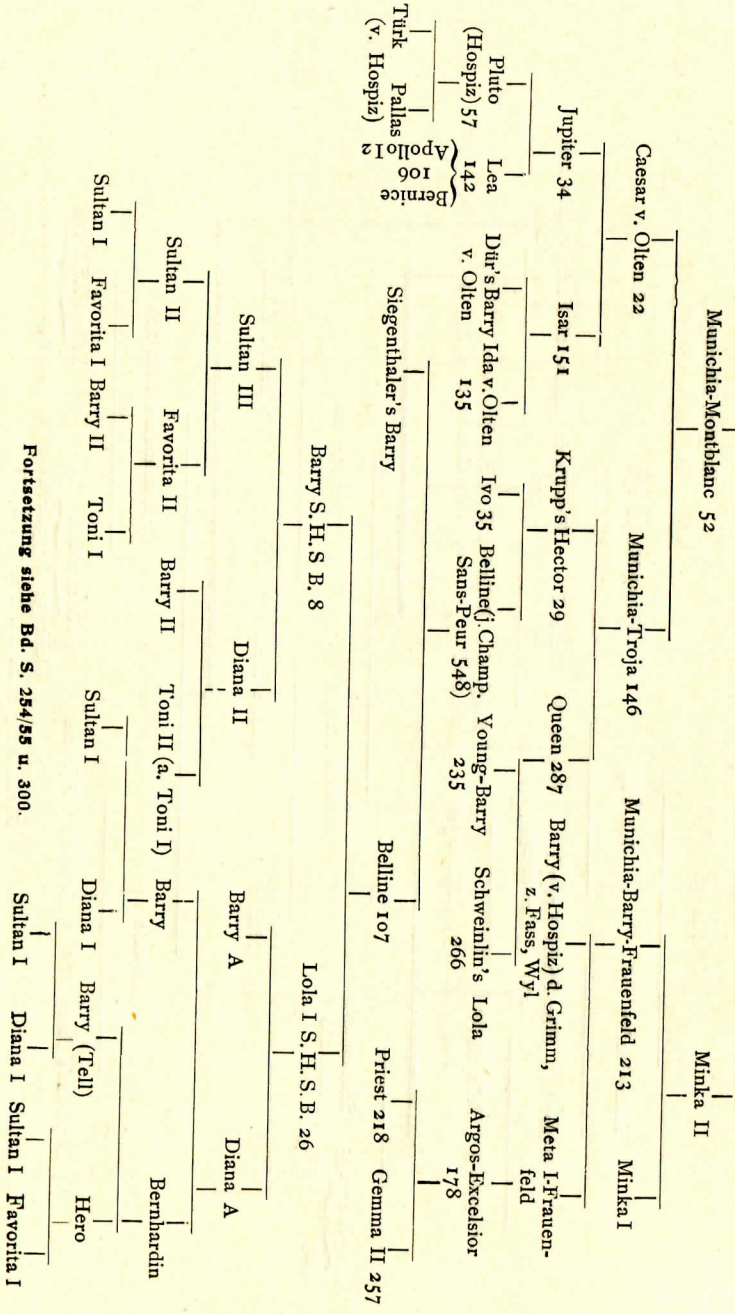 Munichia-Montblanc 52
Minka II
Caesar v. Olten 22
Munichia-Troja 146
Munichia-Barry-Frauenfeld 213
Minka I
Jupiter 34
Isar 151
Krupp's Hector 29
Queen 287
Barry (v. Hospiz) d. Grimm,
z. Fass, Wyl
Meta I-Frauen-
feld
Pluto
(Hospiz) 57
Lea
142
(Bernice
106
(Apollo I2
Dür's Barry
v. Olten
Ida v. Olten
135
Ivo 35
Belline (j. Champ.
Sans-Peur 548)
Young-Barry
235
Schweinlin's Lola
266
Argos-Excelsior
178
Türk
Pallas
(v. Hospiz)
Siegenthaler's Barry
Belline 107
Priest 218
Gemma II 257
Barry S. H. S B. 8
Lola I S. H. S. B. 26
Sultan III
Diana II
Barry A
Diana A
Sultan II
Favorita II
Barry II
Toni II (a. Toni I)
Barry
Bernhardin
Sultan I
Favorita I
Barry II
Toni I
Sultan I
Diana I
Barry (Tell)
Hero
Sultan I
Diana I
Sultan I
Favorita I
Fortsetzung siehe Bd. S. 254/55 u. 300.